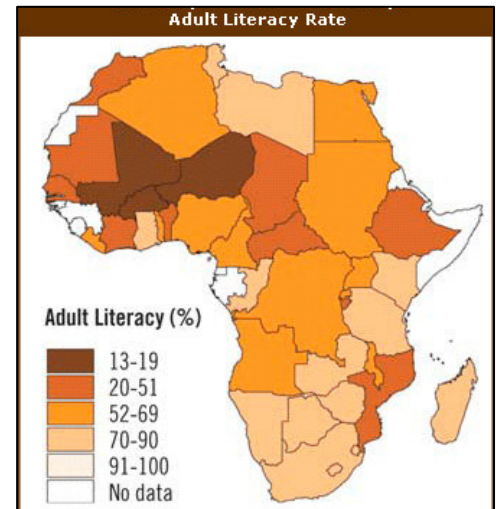 Adult Literacy Rate
Adult Literacy (%)
13-19
20-51
52-69
70-90
91-100
No data